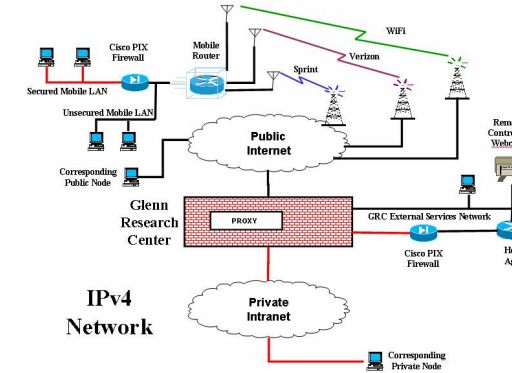 WiFi
Cisco PIX
Firewall
Mobile
Router
Verizon
Sprint
Secured Mobile LAN
Unsecured Mobile LAN
Public
Internet
Corresponding
Public Node
Glenn
Research
Center
PROXY
GRC External Services Network
Cisco PIX
Firewall
IPv4
Network
Private
Intranet
Corresponding
Private Node